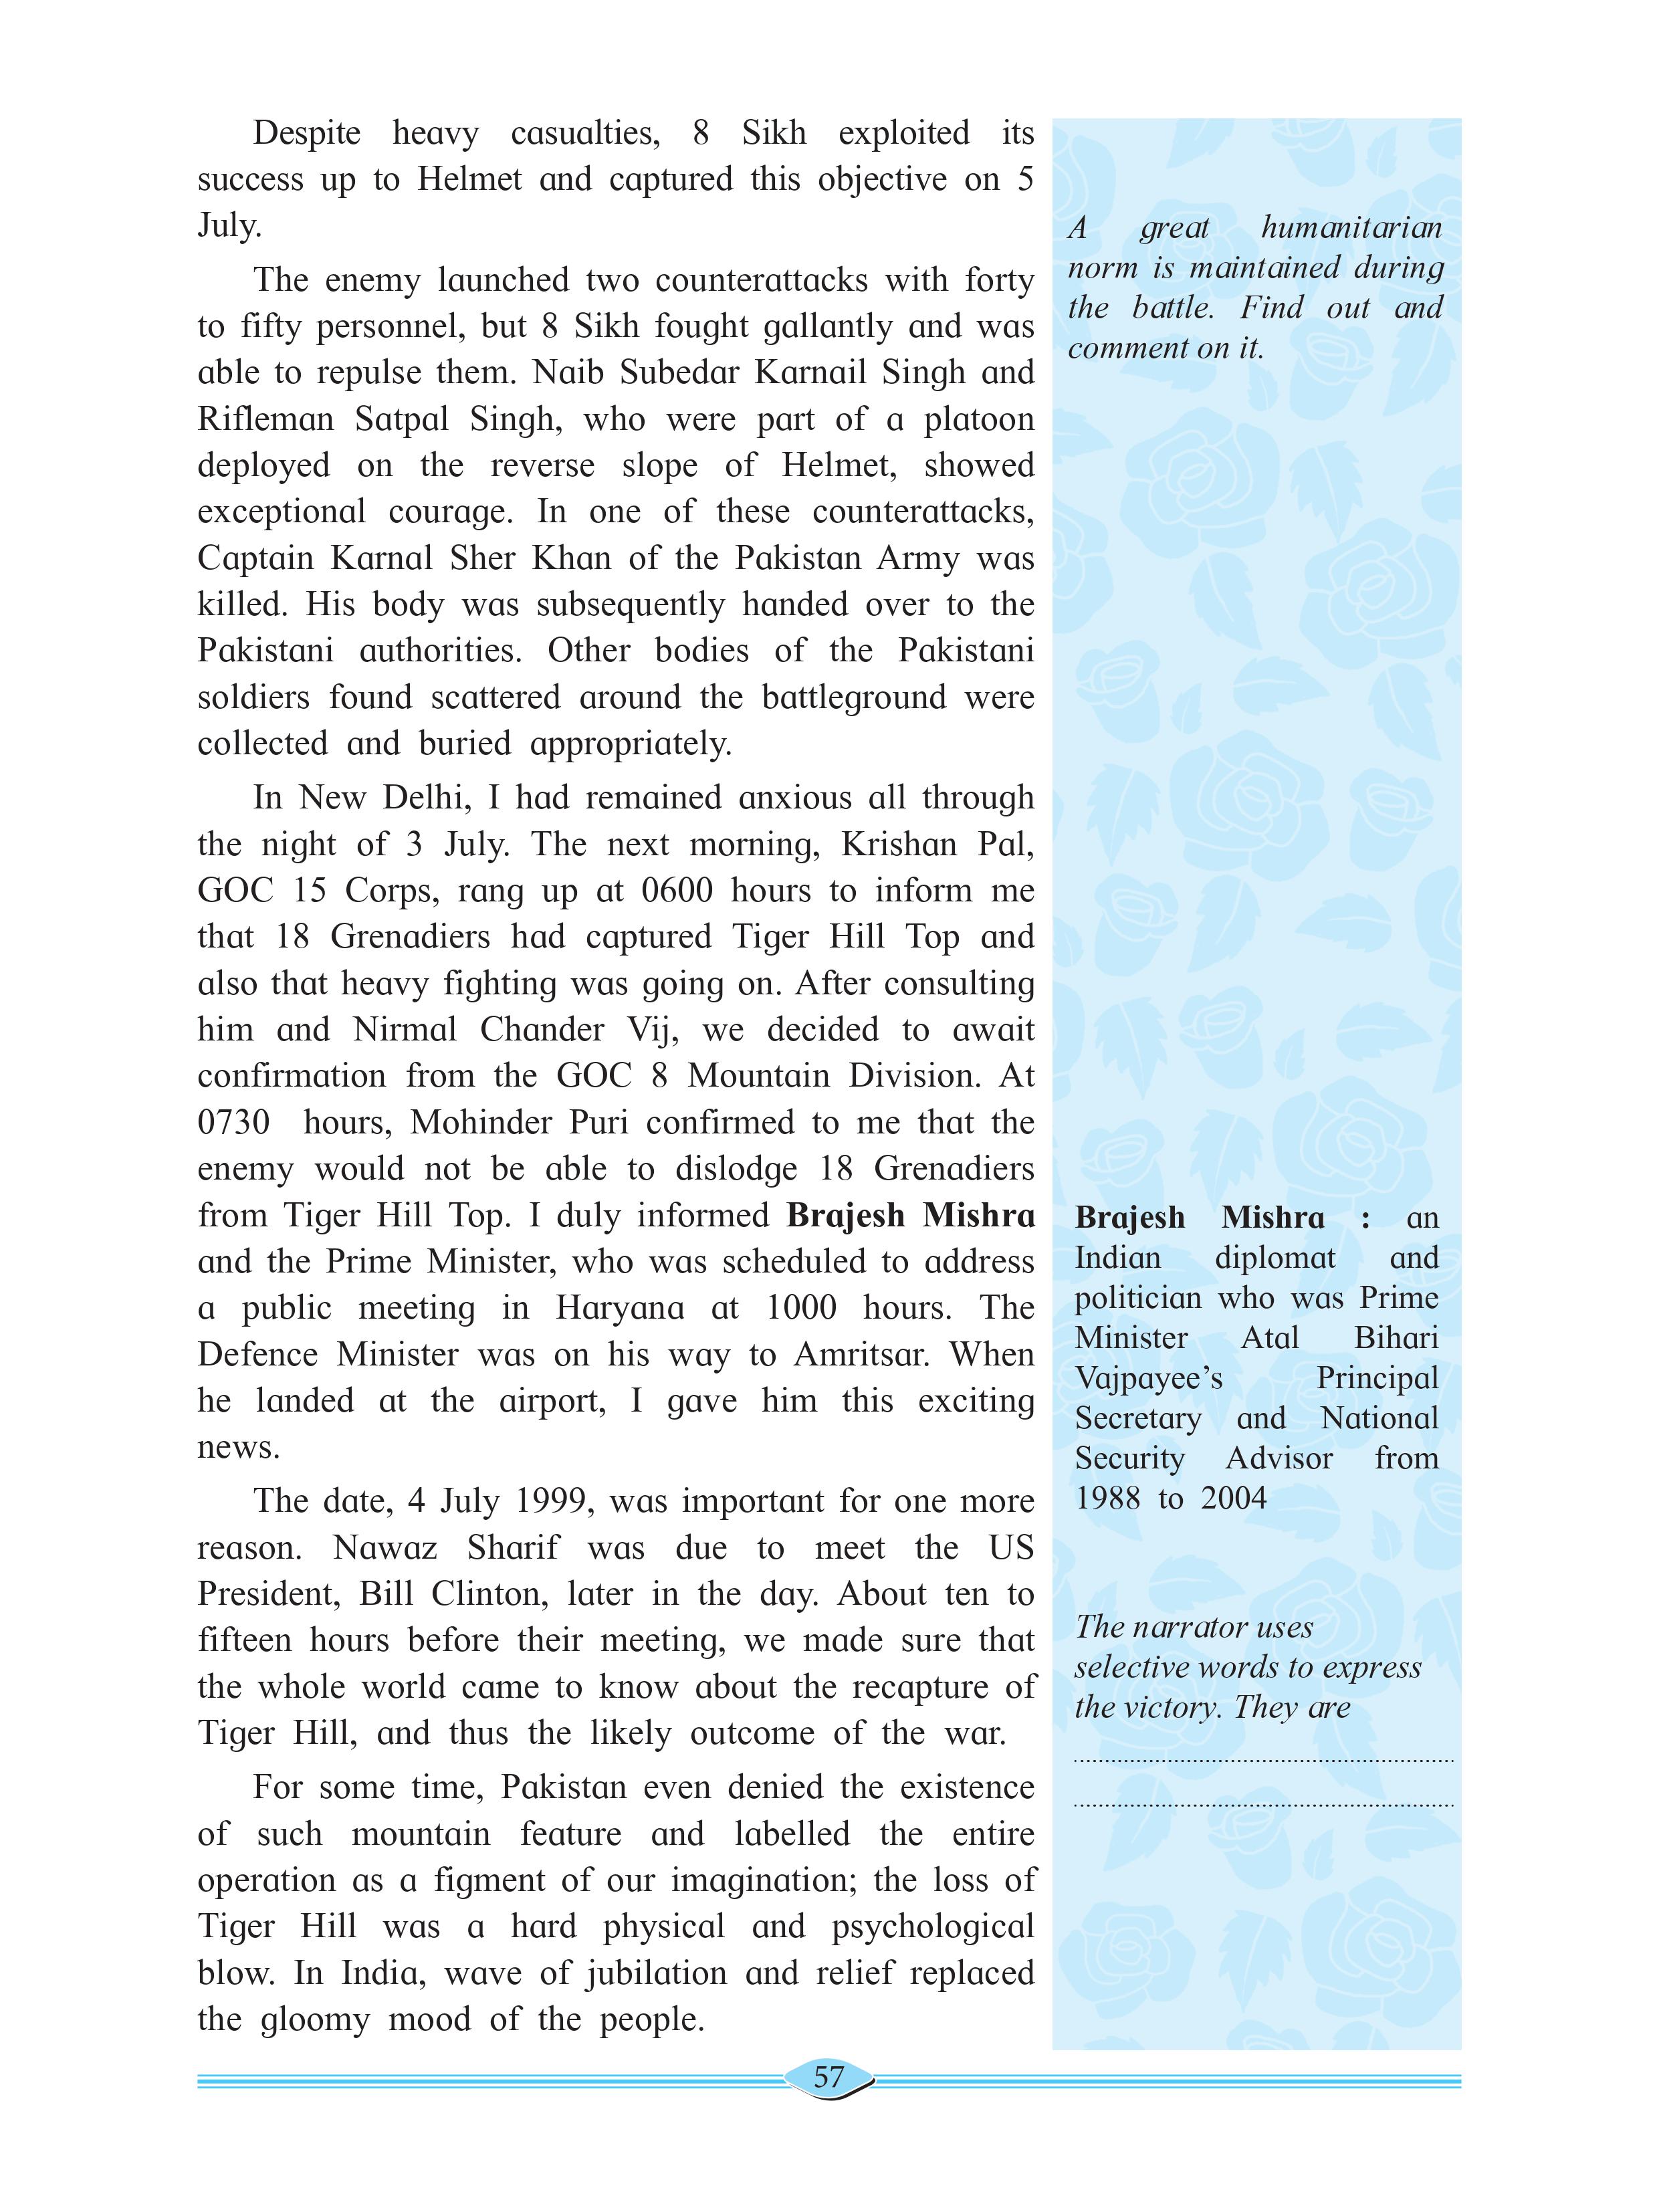 Despite heavy casualties, 8 Sikh exploited its
success up to Helmet and captured this objective on 5
July.
The enemy launched two counterattacks with forty
to fifty personnel, but 8 Sikh fought gallantly and was
able to repulse them. Naib Subedar Karnail Singh and
Rifleman Satpal Singh, who were part of a platoon
deployed on the reverse slope of Helmet, showed
exceptional courage. In one of these counterattacks,
Captain Karnal Sher Khan of the Pakistan Army was
killed. His body was subsequently handed over to the
Pakistani authorities. Other bodies of the Pakistani
soldiers found scattered around the battleground were
collected and buried appropriately.
In New Delhi, I had remained anxious all through
the night of 3 July. The next morning, Krishan Pal,
GOC 15 Corps, rang up at 0600 hours to inform me
that 18 Grenadiers had captured Tiger Hill Top and
also that heavy fighting was going on. After consulting
him and Nirmal Chander Vij, we decided to await
confirmation from the GOC 8 Mountain Division. At
0730 hours, Mohinder Puri confirmed to me that the
enemy would not be able to dislodge 18 Grenadiers
from Tiger Hill Top. I duly informed Brajesh Mishra
and the Prime Minister, who was scheduled to address
a public meeting in Haryana at 1000 hours. The
Defence Minister was on his way to Amritsar. When
he landed at the airport, I gave him this exciting
news.
The date, 4 July 1999, was important for one more
reason. Nawaz Sharif was due to meet the US
President, Bill Clinton, later in the day. About ten to
fifteen hours before their meeting, we made sure that
the whole world came to know about the recapture of
Tiger Hill, and thus the likely outcome of the war.
For some time, Pakistan even denied the existence
of such mountain feature and labelled the entire
operation as a figment of our imagination; the loss of
Tiger Hill was a hard physical and psychological
blow. In India, wave of jubilation and relief replaced
the gloomy mood of the people.
A great humanitarian
norm is maintained during
the battle. Find out and
comment on it.
Brajesh Mishra : an
Indian diplomat and
politician who was Prime
Minister Atal Bihari
Vajpayee's Principal
Secretary and National
Security Advisor from
1988 to 2004
The narrator uses
selective words to express
the victory. They are
57